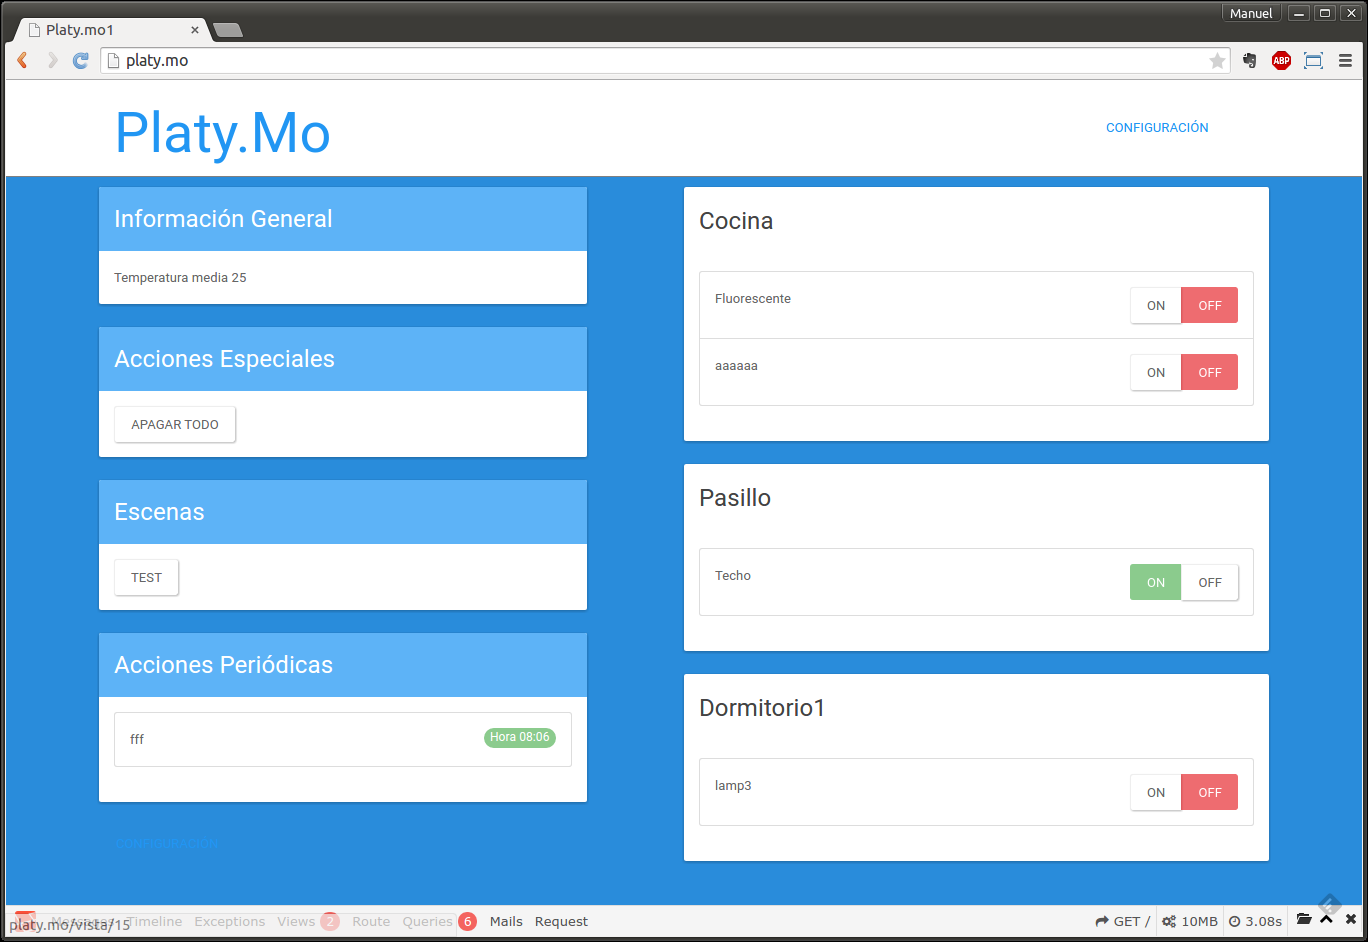 Manuel
Platy.mo1
platy.mo
ABP
Platy.Mo
CONFIGURACIÓN
Información General
Temperatura media 25
Acciones Especiales
APAGAR TODO
Escenas
TEST
Acciones Periódicas
fff
Hora 08:06
CONFIGURACIÓN
Cocina
Fluorescente
ON
OFF
aaaaaa
ON
OFF
Pasillo
Techo
ON
OFF
Dormitorio1
lamp3
ON
OFF
Messages Timeline Exceptions Views 2 Route Queries 6 Mails Request
GET / 10MB 3.08s
platy.mo/vista/15